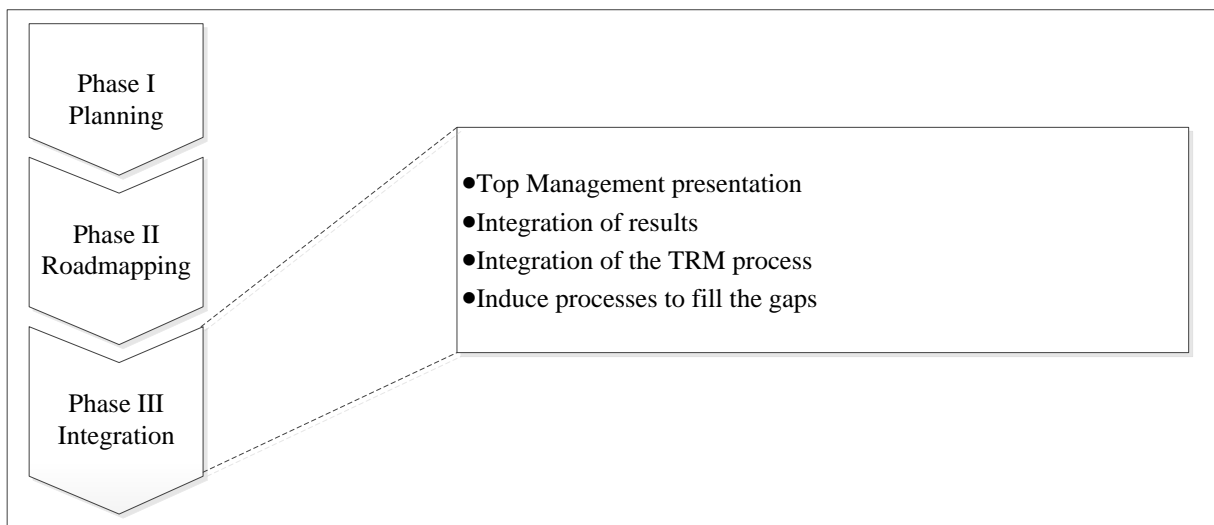 Phase I
Planning
Phase II
Roadmapping
Phase III
Integration
●Top Management presentation
●Integration of results
●Integration of the TRM process
●Induce processes to fill the gaps